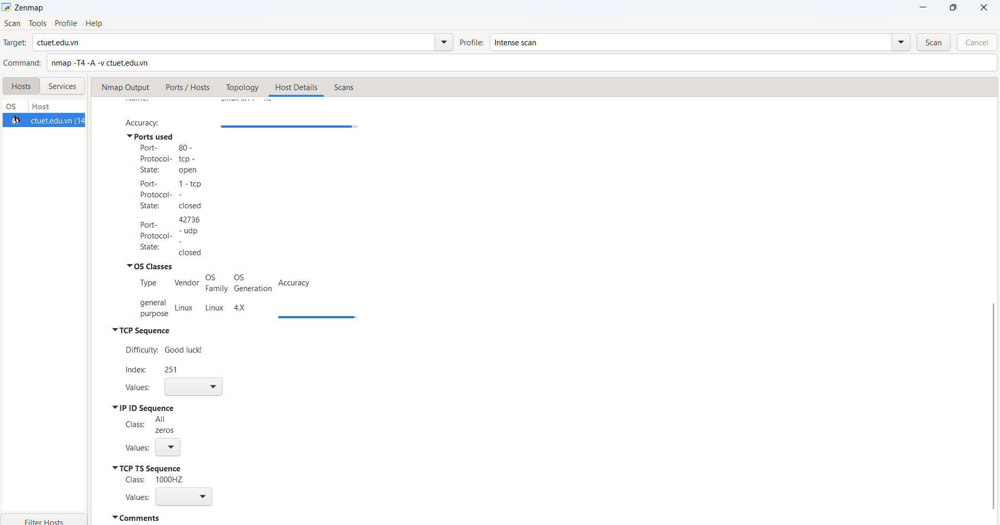 Zenmap
Scan Tools Profile Help
Target: ctuet.edu.vn Profile: Intense scan Scan Cancel
Command: nmap -T4 -A -v ctuet.edu.vn
Hosts Services
Nmap Output Ports / Hosts Topology Host Details Scans
OS Host
ctuet.edu.vn (14
Accuracy:
Ports used
Port- 80 -
Protocol- tcp -
State: open
Port- 1 - tcp
Protocol- -
State: closed
42736
Port- - udp
Protocol- -
State: closed
OS Classes
Type Vendor OS Family OS Generation Accuracy
general purpose Linux Linux 4.X
TCP Sequence
Difficulty: Good luck!
Index: 251
Values:
IP ID Sequence
Class: All zeros
Values:
TCP TS Sequence
Class: 1000HZ
Values:
Comments
Filter Hosts